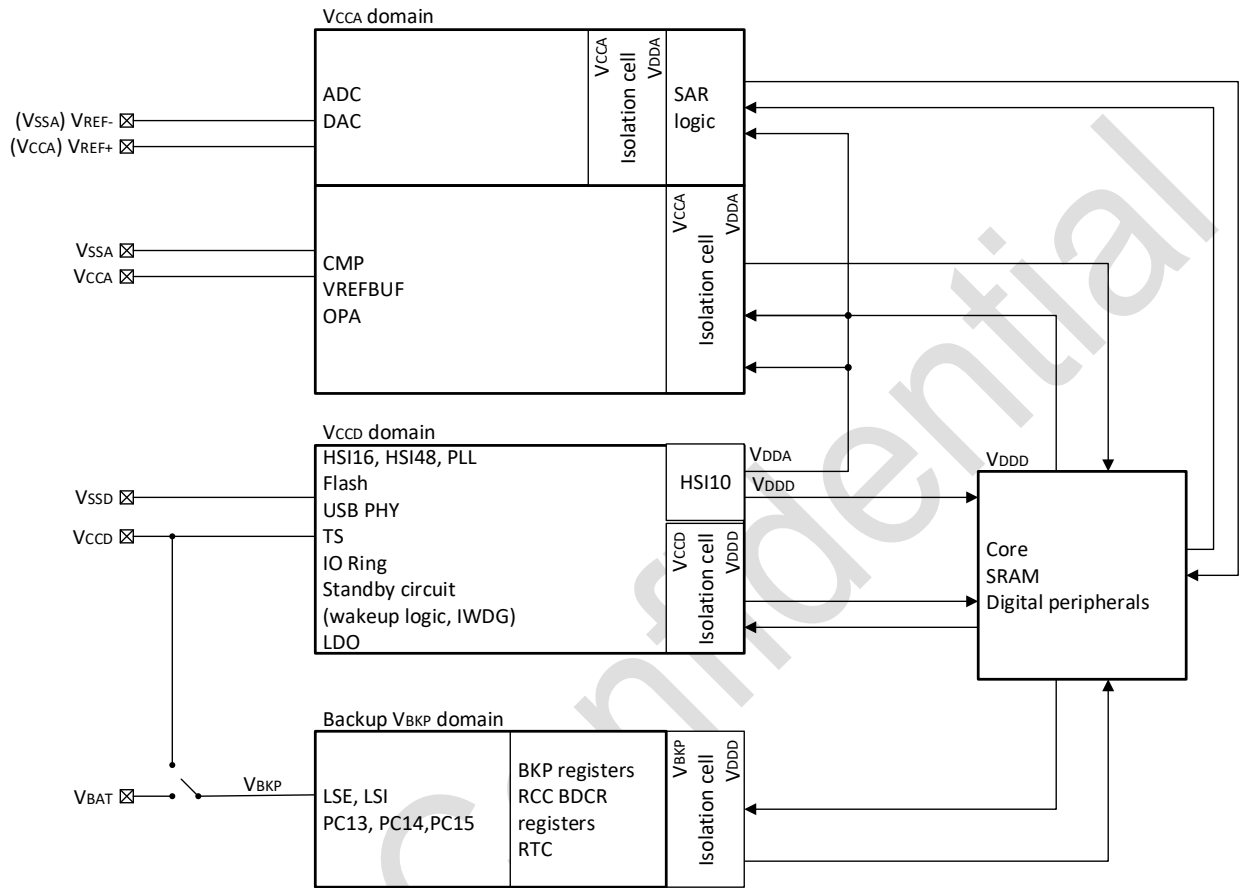 VCCA domain
VCCA
Isolation cell
VDDA
ADC
DAC
SAR
logic
(VSSA) VREF-
(VCCA) VREF+
VCCA
Isolation cell
VDDA
VSSA
VCCA
CMP
VREFBUF
OPA
VCCD domain
HSI16, HSI48, PLL
Flash
USB PHY
TS
IO Ring
Standby circuit
(wakeup logic, IWDG)
LDO
HSI10
VDDA
VDDD
VDDD
VSSD
VCCD
VCCD
Isolation cell
VDDD
Core
SRAM
Digital peripherals
Backup VBKP domain
VBKP
Isolation cell
VDDD
VBAT
VBKP
LSE, LSI
PC13, PC14,PC15
BKP registers
RCC BDCR
registers
RTC
Confidential